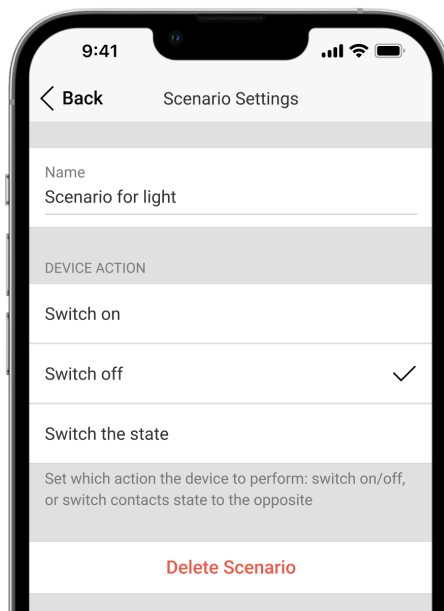 9:41
Back
Scenario Settings
Name
Scenario for light
DEVICE ACTION
Switch on
Switch off
Switch the state
Set which action the device to perform: switch on/off,
or switch contacts state to the opposite
Delete Scenario